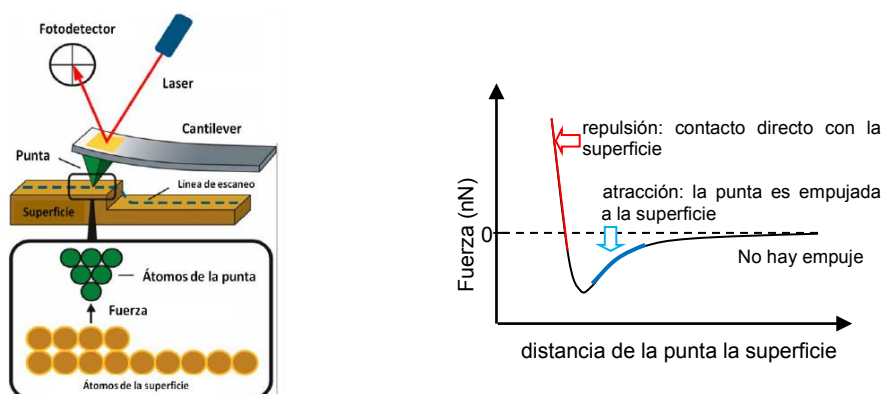 Fotodetector
Laser
Cantilever
Punta
Línea de escaneo
Superficie
Átomos de la punta
Fuerza
Átomos de la superficie
Fuerza (nN)
0
repulsión: contacto directo con la
superficie
atracción: la punta es empujada
a la superficie
No hay empuje
distancia de la punta la superficie